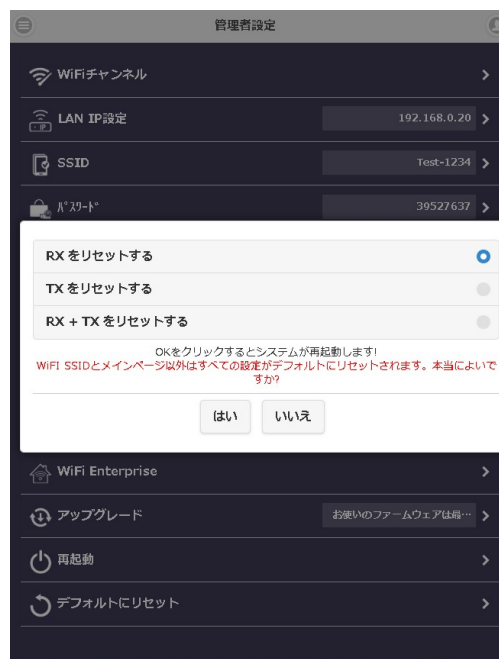 管理者設定
WiFiチャンネル
LAN IP設定 192.168.0.20
IP
SSID Test-1234
ﾊﾟｽﾜｰﾄﾞ 39527637
RX をリセットする
TX をリセットする
RX + TX をリセットする
OKをクリックするとシステムが再起動します!
WiFI SSIDとメインページ以外はすべての設定がデフォルトにリセットされます。本当によいで
すか?
はい いいえ
WiFi Enterprise
アップグレード お使いのファームウェアは最…
再起動
デフォルトにリセット